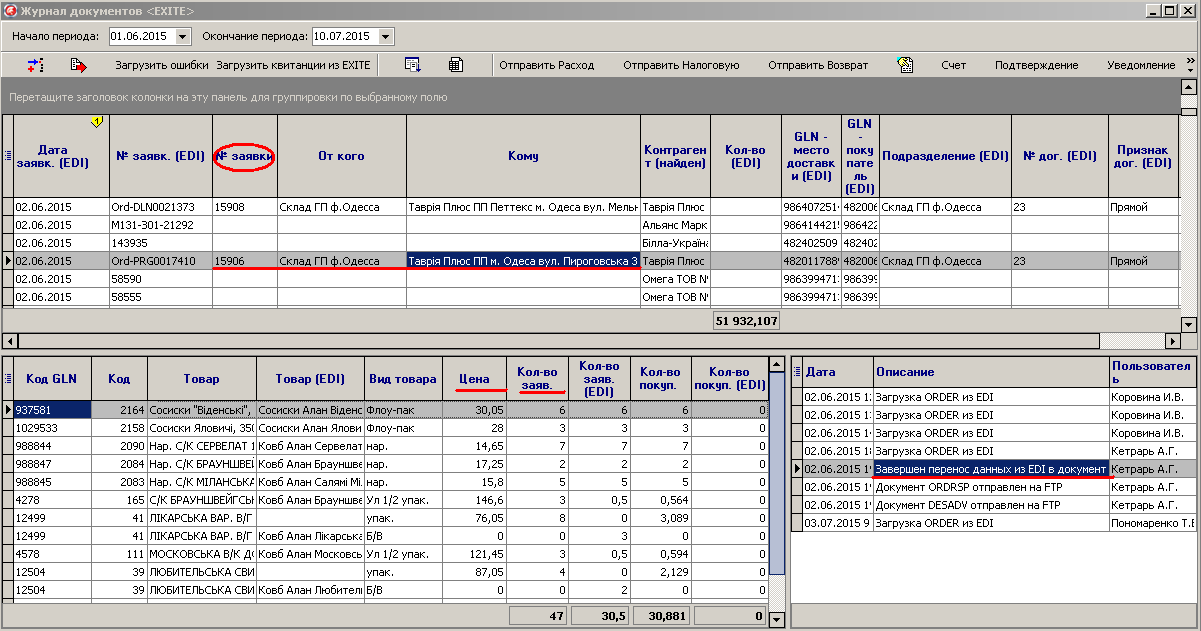 Журнал документов <EXITE>
Начало периода: 01.06.2015 Окончание периода: 10.07.2015
Загрузить ошибки Загрузить квитанции из EXITE Отправить Расход Отправить Налоговую Отправить Возврат Счет Подтверждение Уведомление
Перетащите заголовок колонки на эту панель для группировки по выбранному полю
Дата заявк. (EDI) № заявк. (EDI) № заявки От кого Кому Контрагент (найден) Кол-во (EDI) GLN - место доставки (EDI) GLN - покупатель (EDI) Подразделение (EDI) № дог. (EDI) Признак дог. (EDI)
02.06.2015 Ord-DLN0021373 15908 Склад ГП ф.Одесса Таврія Плюс ПП Петтекс м. Одеса вул. Мельн Таврія Плюс 986407251 482006 Склад ГП ф.Одесса 23 Прямой
02.06.2015 M131-301-21292 Альянс Марк 986414421 986422
02.06.2015 143935 Білла-Україна 482402509 482402
02.06.2015 Ord-PRG0017410 15906 Склад ГП ф.Одесса Таврія Плюс ПП м. Одеса вул. Пироговська 3 Таврія Плюс 482011788 482006 Склад ГП ф.Одесса 23 Прямой
02.06.2015 58590 Омега ТОВ № 986399471 986399
02.06.2015 58555 Омега ТОВ № 986399471 986399
51 932,107
Код GLN Код Товар Товар (EDI) Вид товара Цена Кол-во заяв. Кол-во заяв. (EDI) Кол-во покуп. Кол-во покуп. (EDI)
937581 2164 Сосиски "Віденські", Сосиски Алан Віденс Флоу-пак 30,05 6 6 6 0
1029533 2158 Сосиски Яловичі, 350 Сосиски Алан Ялови Флоу-пак 28 3 3 3 0
988844 2090 Нар. С/К СЕРВЕЛАТ 1 Ковб Алан Сервелат нар. 14,65 7 7 7 0
988847 2084 Нар. С/К БРАУНШВЕЙ Ковб Алан Брауншве нар. 17,25 2 2 2 0
988845 2083 Нар. С/К МІЛАНСЬКА Ковб Алан Салямі Мі. нар. 15,8 5 5 5 0
4278 165 С/К БРАУНШВЕЙГСЬК Ковб Алан Брауншве Ул 1/2 упак. 146,6 3 0,5 0,564 0
12499 41 ЛІКАРСЬКА ВАР. В/Г упак. 76,05 8 0 3,089 0
12499 41 ЛІКАРСЬКА ВАР. В/Г Ковб Алан Лікарська Б/В 0 0 3 0 0
4578 111 МОСКОВСЬКА В/К Ковб Алан Московсь Ул 1/2 упак. 121,45 3 0,5 0,594 0
12504 39 ЛЮБИТЕЛЬСЬКА СВИ упак. 87,05 4 0 2,129 0
12504 39 ЛЮБИТЕЛЬСЬКА СВИ Ковб Алан Любител Б/В 0 0 2 0 0
47 30,5 30,881 0
Дата Описание Пользователь
02.06.2015 1 Загрузка ORDER из EDI Коровина И.В.
02.06.2015 1 Загрузка ORDER из EDI Коровина И.В.
02.06.2015 1 Загрузка ORDER из EDI Коровина И.В.
02.06.2015 1 Загрузка ORDER из EDI Кетрарь А.Г.
02.06.2015 1 Завершен перенос данных из EDI в документ Кетрарь А.Г.
02.06.2015 1 Документ ORDRSP отправлен на FTP Кетрарь А.Г.
02.06.2015 1 Документ DESADV отправлен на FTP Кетрарь А.Г.
03.07.2015 9 Загрузка ORDER из EDI Пономаренко Т.В